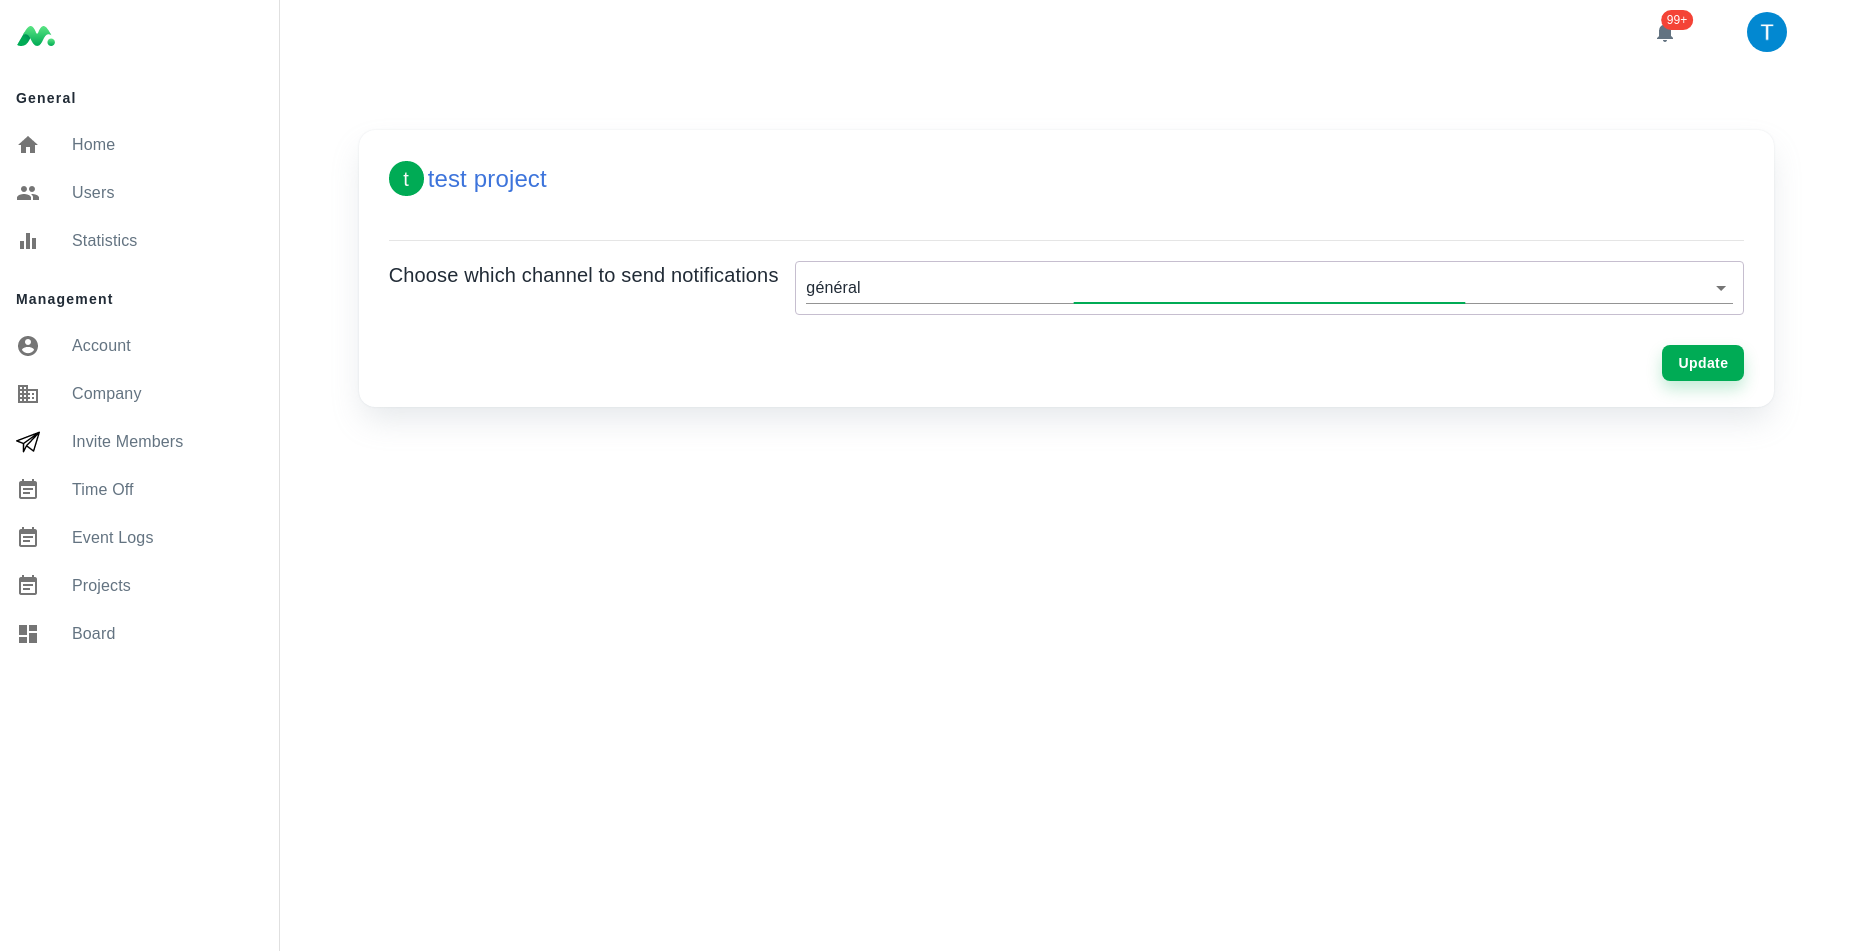 99+
T
General
Home
Users
Statistics
Management
Account
Company
Invite Members
Time Off
Event Logs
Projects
Board
t test project
Choose which channel to send notifications
général
Update